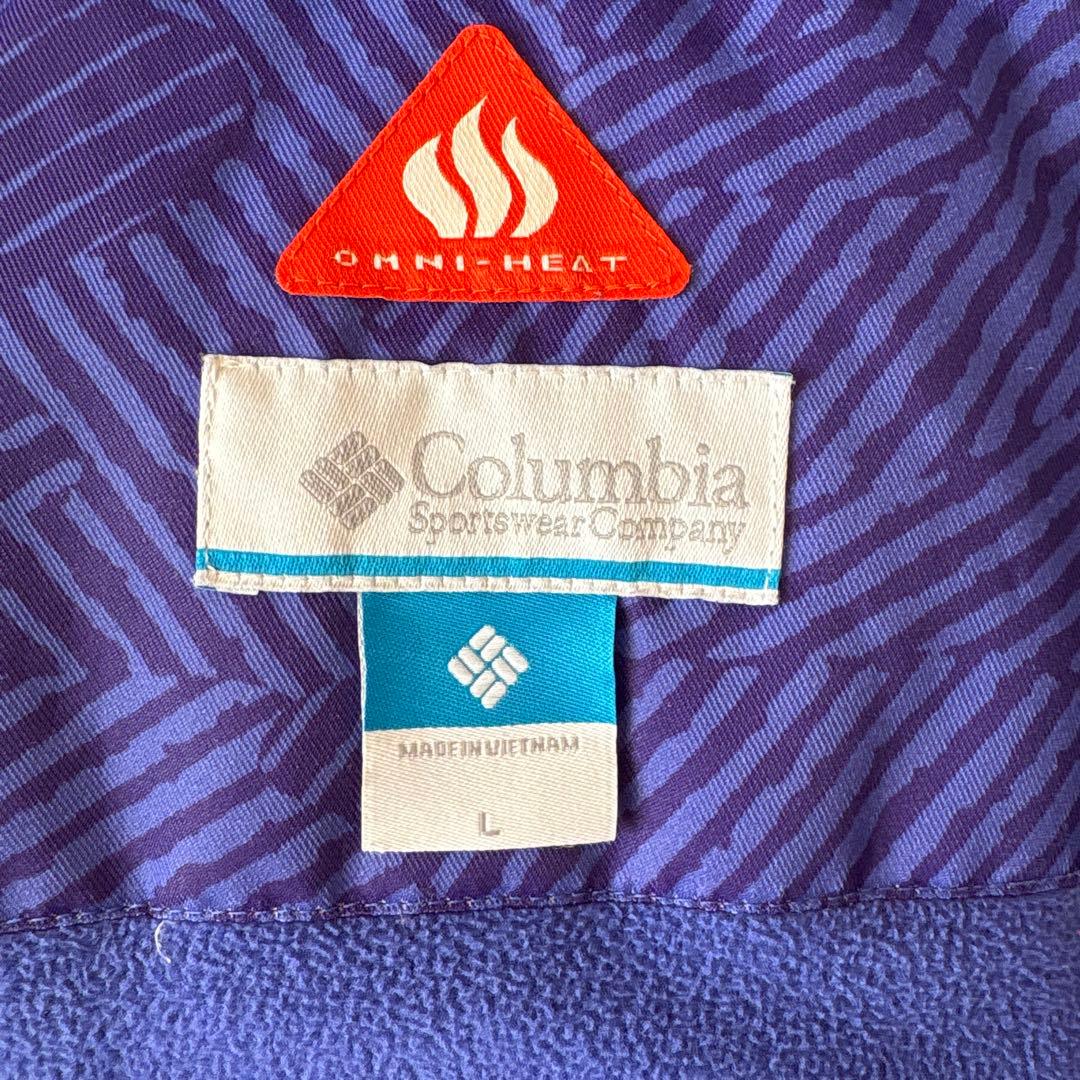 OMNI-HEAT
Columbia
Sportswear Company
MADE IN VIETNAM
L